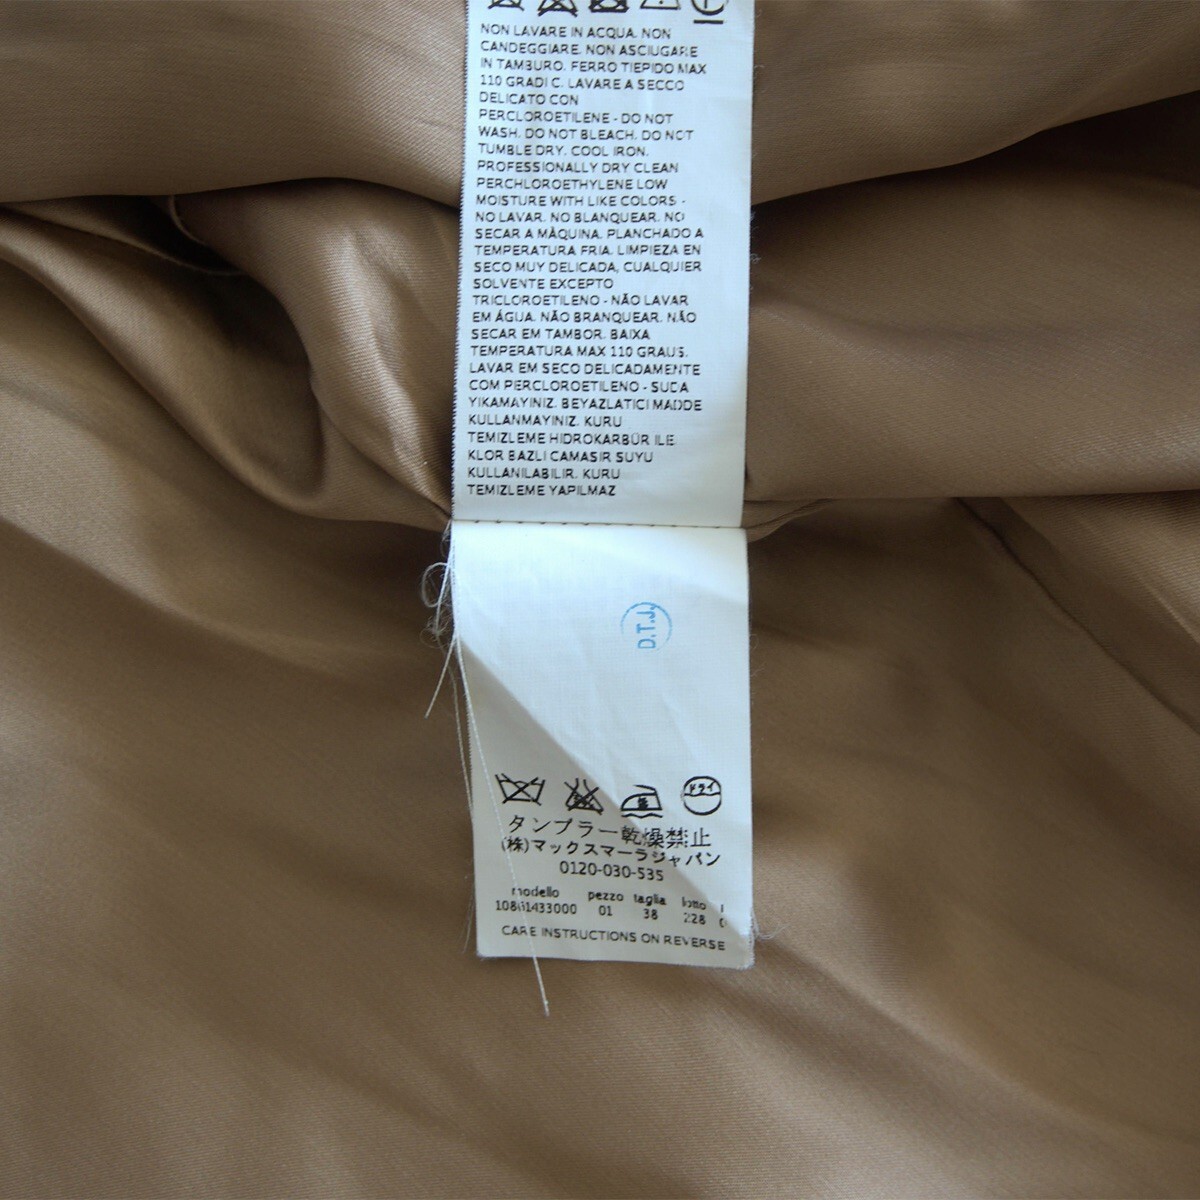 NON LAVARE IN ACQUA. NON
CANDEGGIARE. NON ASCIUGARE
IN TAMBURO. FERRO TIEPIDO MAX
110 GRADI C. LAVARE A SECCO
DELICATO CON
PERCLOROETILENE - DO NOT
WASH. DO NOT BLEACH. DO NOT
TUMBLE DRY. COOL IRON.
PROFESSIONALLY DRY CLEAN
PERCHLOROETHYLENE LOW
MOISTURE WITH LIKE COLORS -
NO LAVAR. NO BLANQUEAR. NO
SECAR A MÀQUINA. PLANCHADO A
TEMPERATURA FRIA. LIMPIEZA EN
SECO MUY DELICADA, CUALQUIER
SOLVENTE EXCEPTO
TRICLOROETILENO - NÃO LAVAR
EM ÁGUA. NÃO BRANQUEAR. NÃO
SECAR EM TAMBOR. BAIXA
TEMPERATURA MAX 110 GRAUS.
LAVAR EM SECO DELICADAMENTE
COM PERCLOROETILENO - SUDA
YIKAMAYINIZ. BEYAZLATICI MADDE
KULLANMAYINIZ. KURU
TEMIZLEME HIDROKARBÜR ILE
KLOR BAZLI CAMASIR SUYU
KULLANILABILIR. KURU
TEMIZLEME YAPILMAZ
D.T.J.
ドライ
タンブラー乾燥禁止
(株)マックスマーラジャパン
0120-030-535
modello pezzo taglia lotto
01 38 228
CARE INSTRUCTIONS ON REVERSE